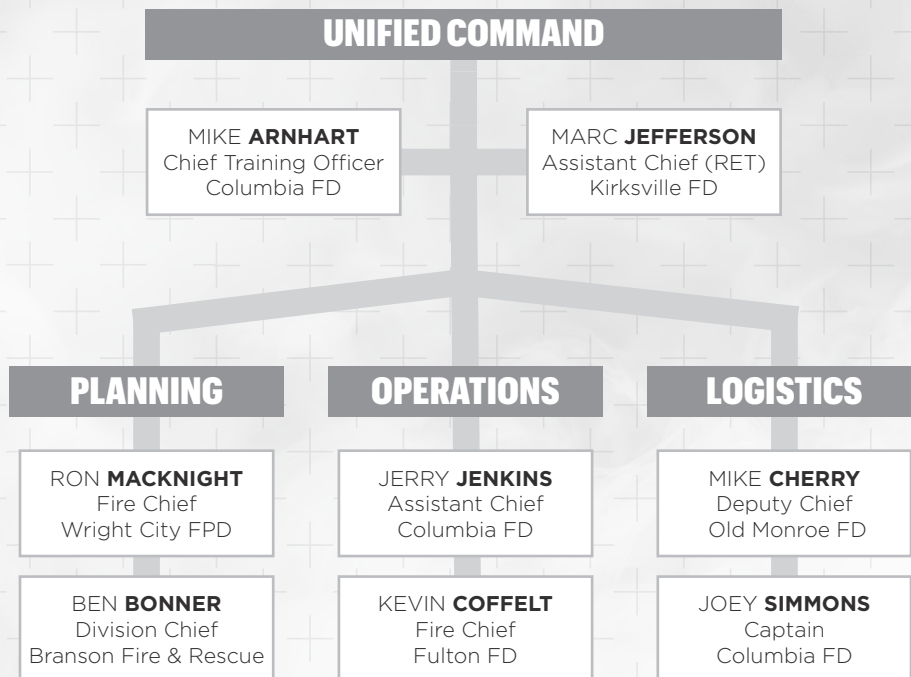 UNIFIED COMMAND
MIKE ARNHART
Chief Training Officer
Columbia FD
MARC JEFFERSON
Assistant Chief (RET)
Kirksville FD
PLANNING
RON MACKNIGHT
Fire Chief
Wright City FPD
BEN BONNER
Division Chief
Branson Fire & Rescue
OPERATIONS
JERRY JENKINS
Assistant Chief
Columbia FD
KEVIN COFFELT
Fire Chief
Fulton FD
LOGISTICS
MIKE CHERRY
Deputy Chief
Old Monroe FD
JOEY SIMMONS
Captain
Columbia FD